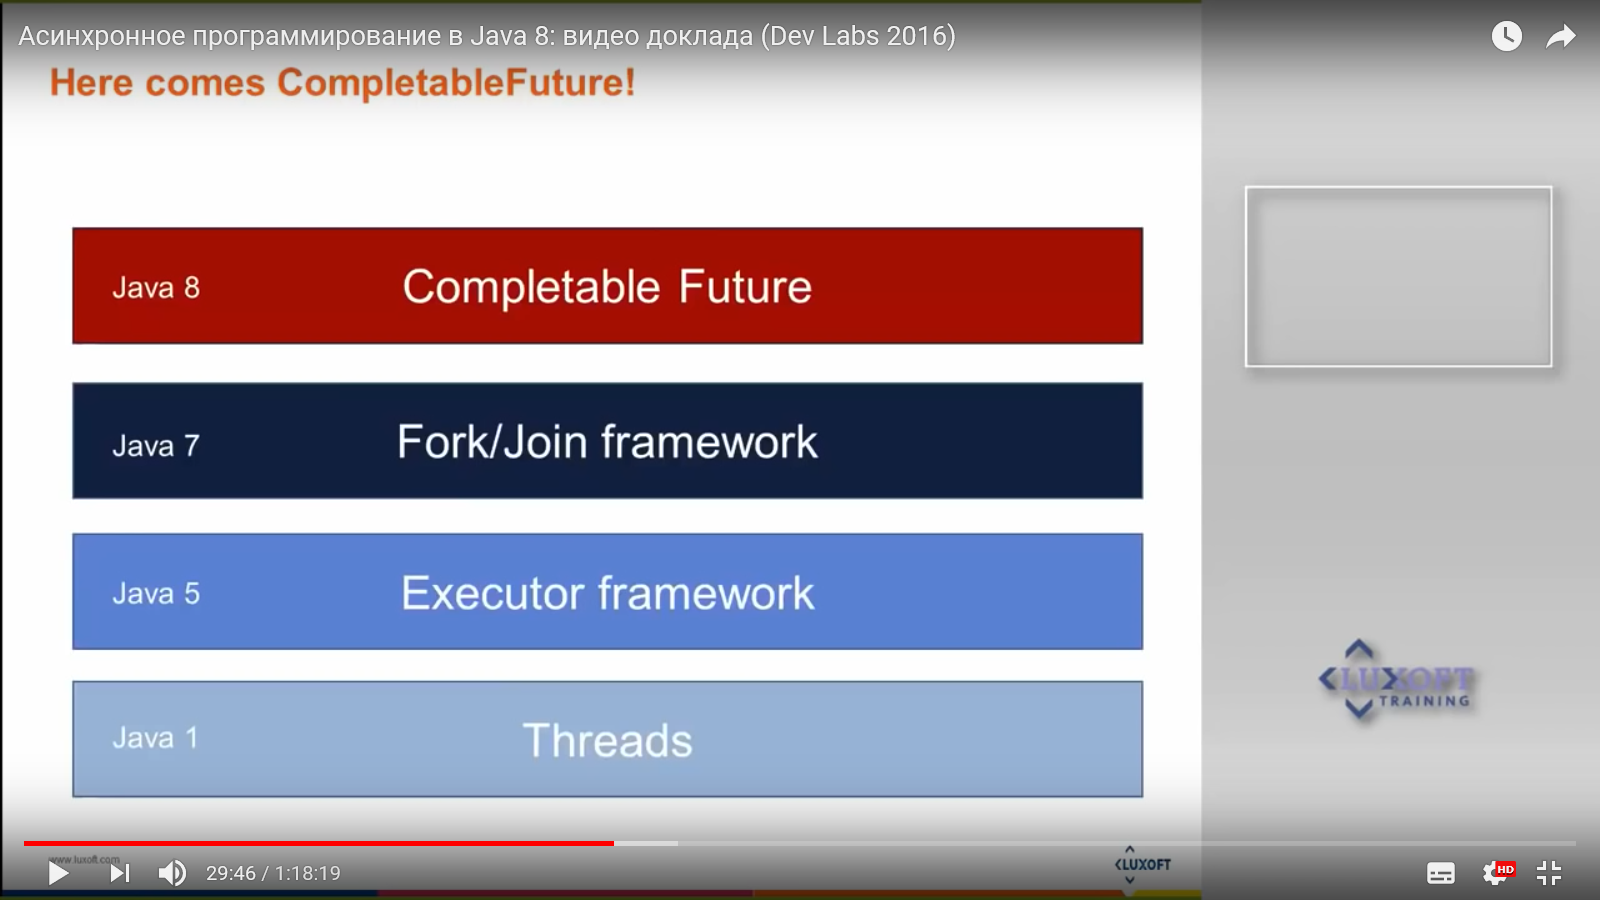 Асинхронное программирование в Java 8: видео доклада (Dev Labs 2016)
Here comes CompletableFuture!
Java 8 Completable Future
Java 7 Fork/Join framework
Java 5 Executor framework
Java 1 Threads
LUXOFT
TRAINING
www.luxoft.com
LUXOFT
29:46 / 1:18:19
HD